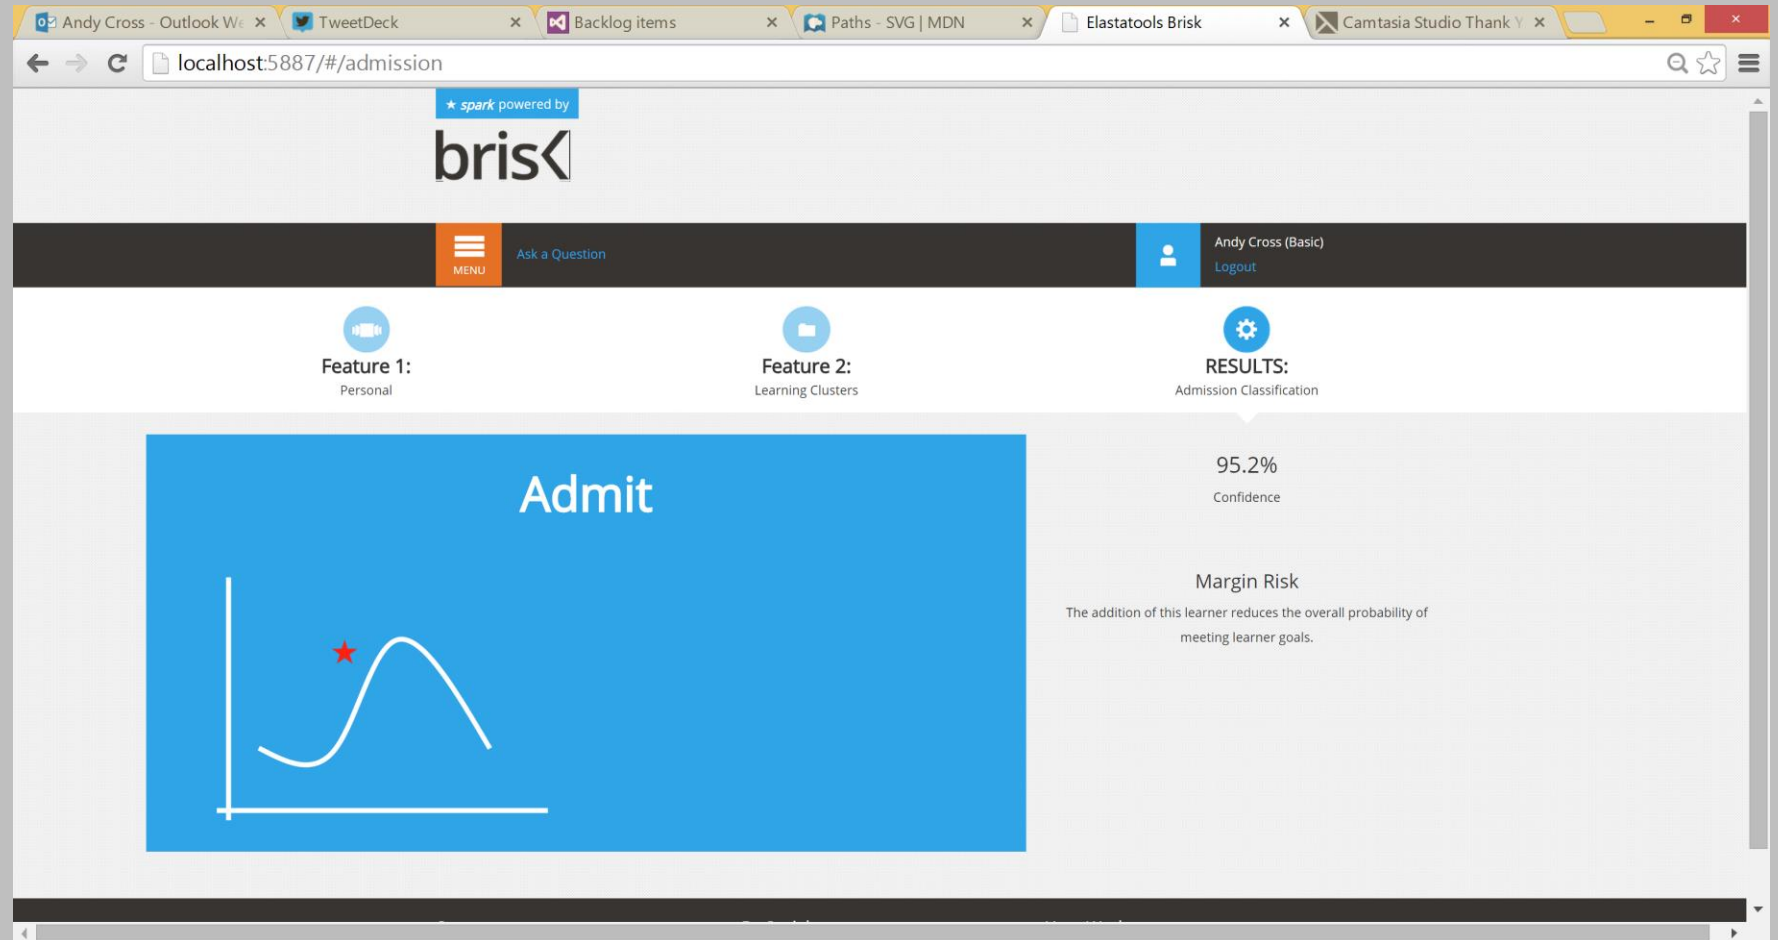 Andy Cross - Outlook We
TweetDeck
Backlog items
Paths - SVG | MDN
Elastatools Brisk
Camtasia Studio Thank Y
localhost:5887/#/admission
spark powered by
brisk
MENU
Ask a Question
Andy Cross (Basic)
Logout
Feature 1:
Personal
Feature 2:
Learning Clusters
RESULTS:
Admission Classification
Admit
95.2%
Confidence
Margin Risk
The addition of this learner reduces the overall probability of
meeting learner goals.